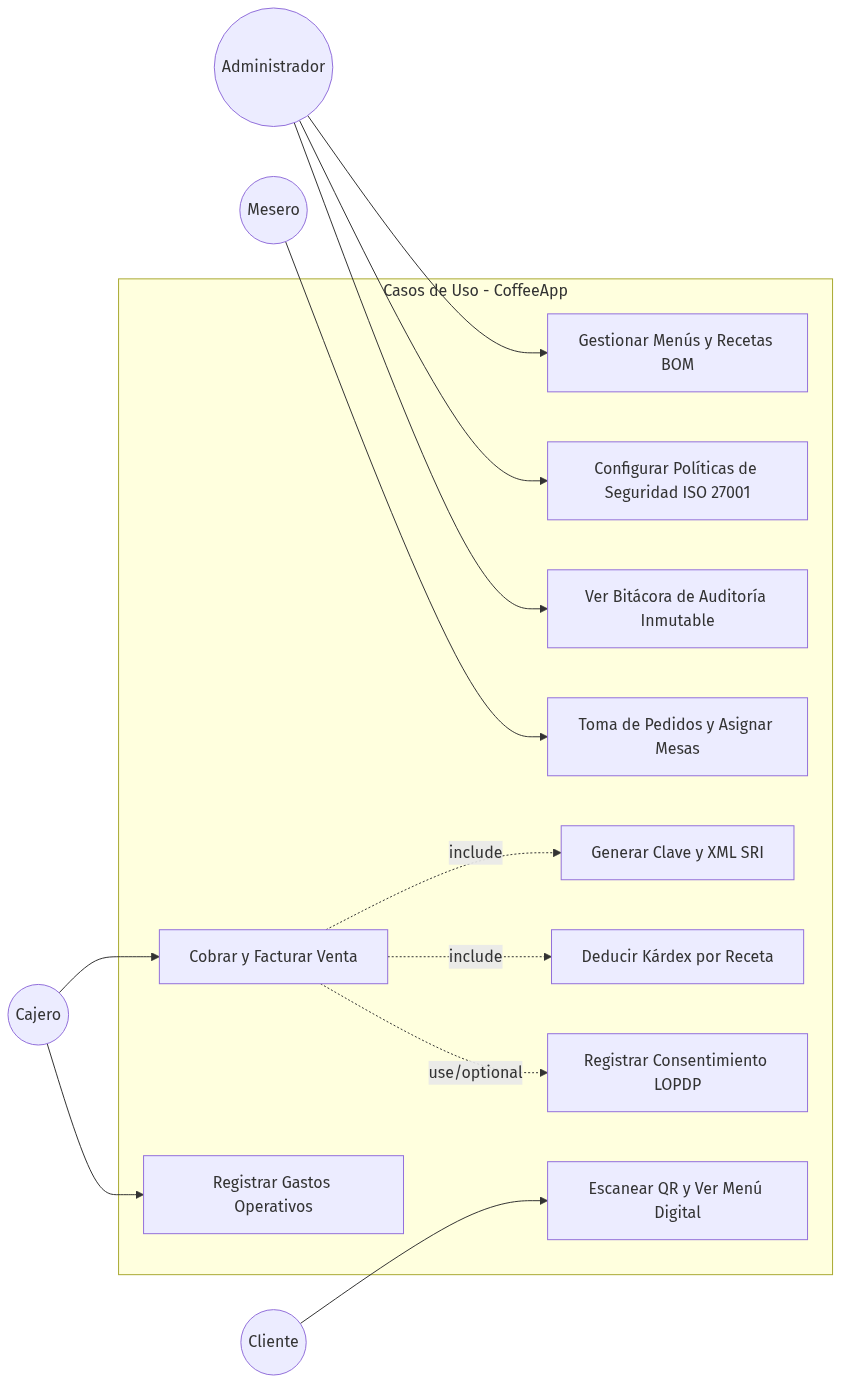 Administrador
Mesero
Casos de Uso - CoffeeApp
Gestionar Menús y Recetas
BOM
Configurar Políticas de
Seguridad ISO 27001
Ver Bitácora de Auditoría
Inmutable
Toma de Pedidos y Asignar
Mesas
include
Generar Clave y XML SRI
Cobrar y Facturar Venta
include
Deducir Kárdex por Receta
Cajero
use/optional
Registrar Consentimiento
LOPDP
Registrar Gastos
Operativos
Escanear QR y Ver Menú
Digital
Cliente